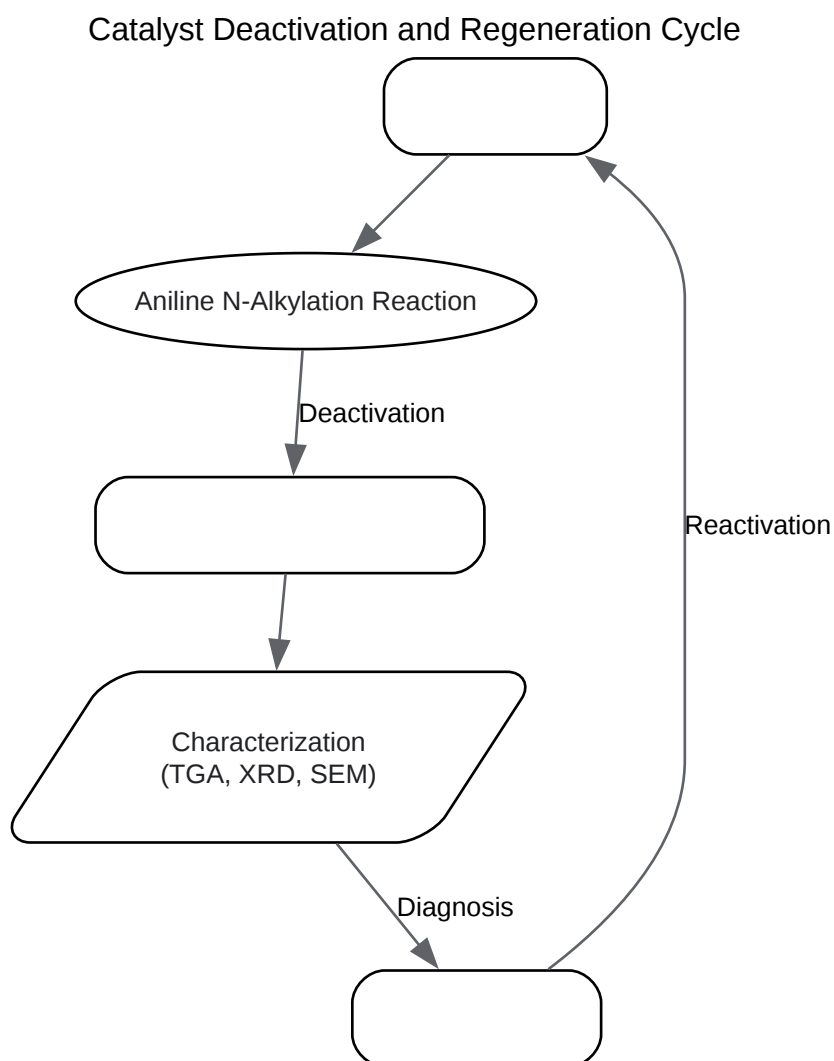 Catalyst Deactivation and Regeneration Cycle
Aniline N-Alkylation Reaction
Deactivation
Reactivation
Characterization
(TGA, XRD, SEM)
Diagnosis